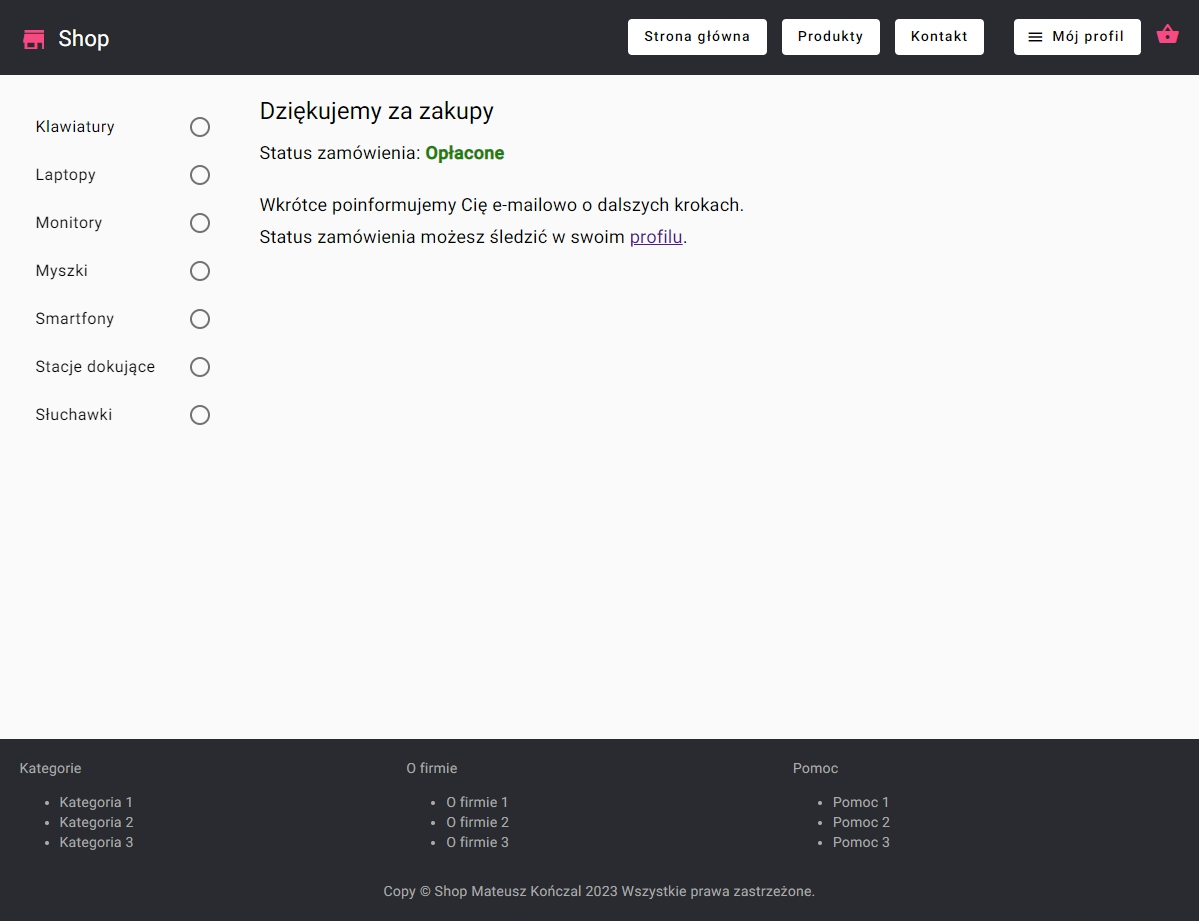 Shop
Strona główna
Produkty
Kontakt
Mój profil
Klawiatury
Laptopy
Monitory
Myszki
Smartfony
Stacje dokujące
Słuchawki
Dziękujemy za zakupy
Status zamówienia: Opłacone
Wkrótce poinformujemy Cię e-mailowo o dalszych krokach.
Status zamówienia możesz śledzić w swoim profilu.
Kategorie
Kategoria 1
Kategoria 2
Kategoria 3
O firmie
O firmie 1
O firmie 2
O firmie 3
Pomoc
Pomoc 1
Pomoc 2
Pomoc 3
Copy © Shop Mateusz Kończal 2023 Wszystkie prawa zastrzeżone.